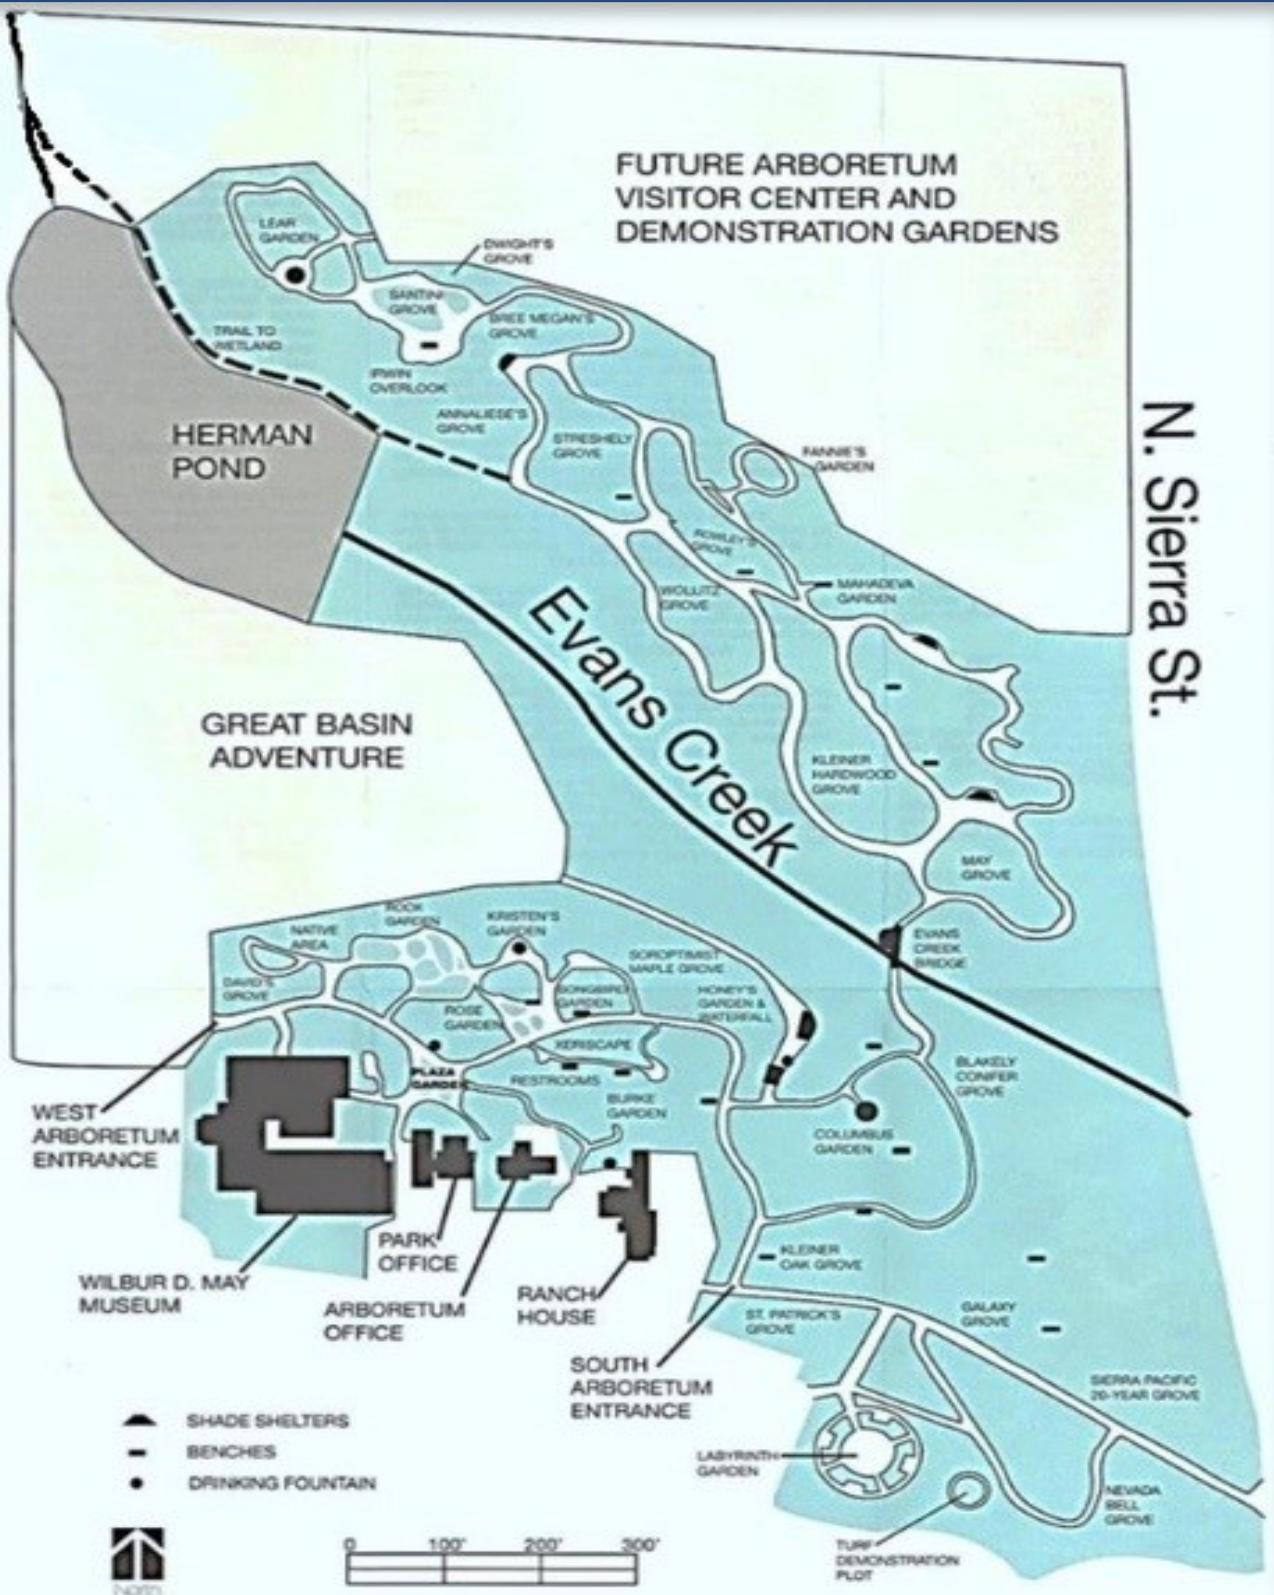 FUTURE ARBORETUM
VISITOR CENTER AND
DEMONSTRATION GARDENS
LEAR
GARDEN
DWIGHT'S
GROVE
SANTINI
GROVE
BREE MEGAN'S
GROVE
TRAIL TO
WETLAND
IRWIN
OVERLOOK
ANNALIESE'S
GROVE
STRESHELY
GROVE
FANNIE'S
GARDEN
N. Sierra St.
HERMAN
POND
ROWLEY'S
GROVE
WOLLITZ
GROVE
MAHADEVA
GARDEN
Evans Creek
GREAT BASIN
ADVENTURE
KLEINER
HARDWOOD
GROVE
MAY
GROVE
ROCK
GARDEN
KRISTEN'S
GARDEN
NATIVE
AREA
EVANS
CREEK
BRIDGE
SOROPTIMIST
MAPLE GROVE
DAVID'S
GROVE
SONGBIRD
GARDEN
HONEY'S
GARDEN &
WATERFALL
ROSE
GARDEN
XERISCAPE
PLAZA
GARDEN
RESTROOMS
BURKE
GARDEN
BLAKELY
CONIFER
GROVE
WEST
ARBORETUM
ENTRANCE
COLUMBUS
GARDEN
PARK
OFFICE
KLEINER
OAK GROVE
WILBUR D. MAY
MUSEUM
ARBORETUM
OFFICE
RANCH
HOUSE
ST. PATRICK'S
GROVE
GALAXY
GROVE
SOUTH
ARBORETUM
ENTRANCE
SIERRA PACIFIC
20-YEAR GROVE
SHADE SHELTERS
BENCHES
DRINKING FOUNTAIN
LABYRINTH
GARDEN
NEVADA
BELL
GROVE
TURF
DEMONSTRATION
PLOT
0 100' 200' 300'
North